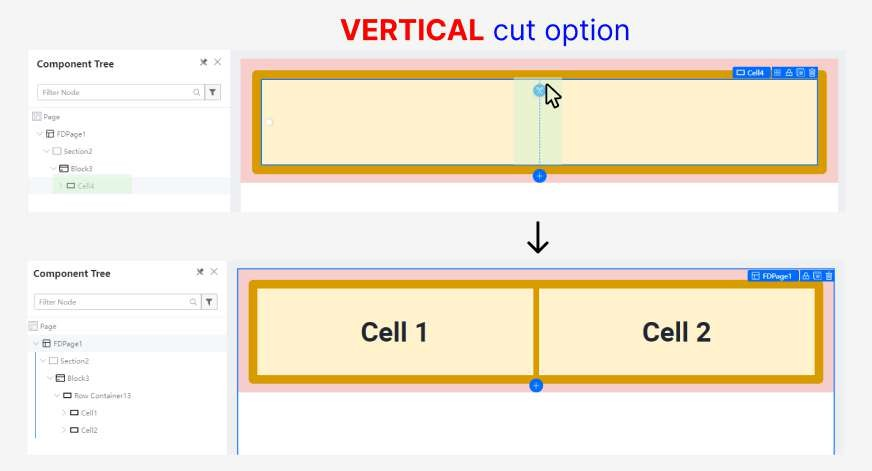 VERTICAL cut option
Component Tree
Filter Node
Page
FDPage1
Section2
Block3
Cell4
Cell4
Component Tree
Filter Node
Page
FDPage1
Section2
Block3
Row Container13
Cell1
Cell2
FDPage1
Cell 1
Cell 2